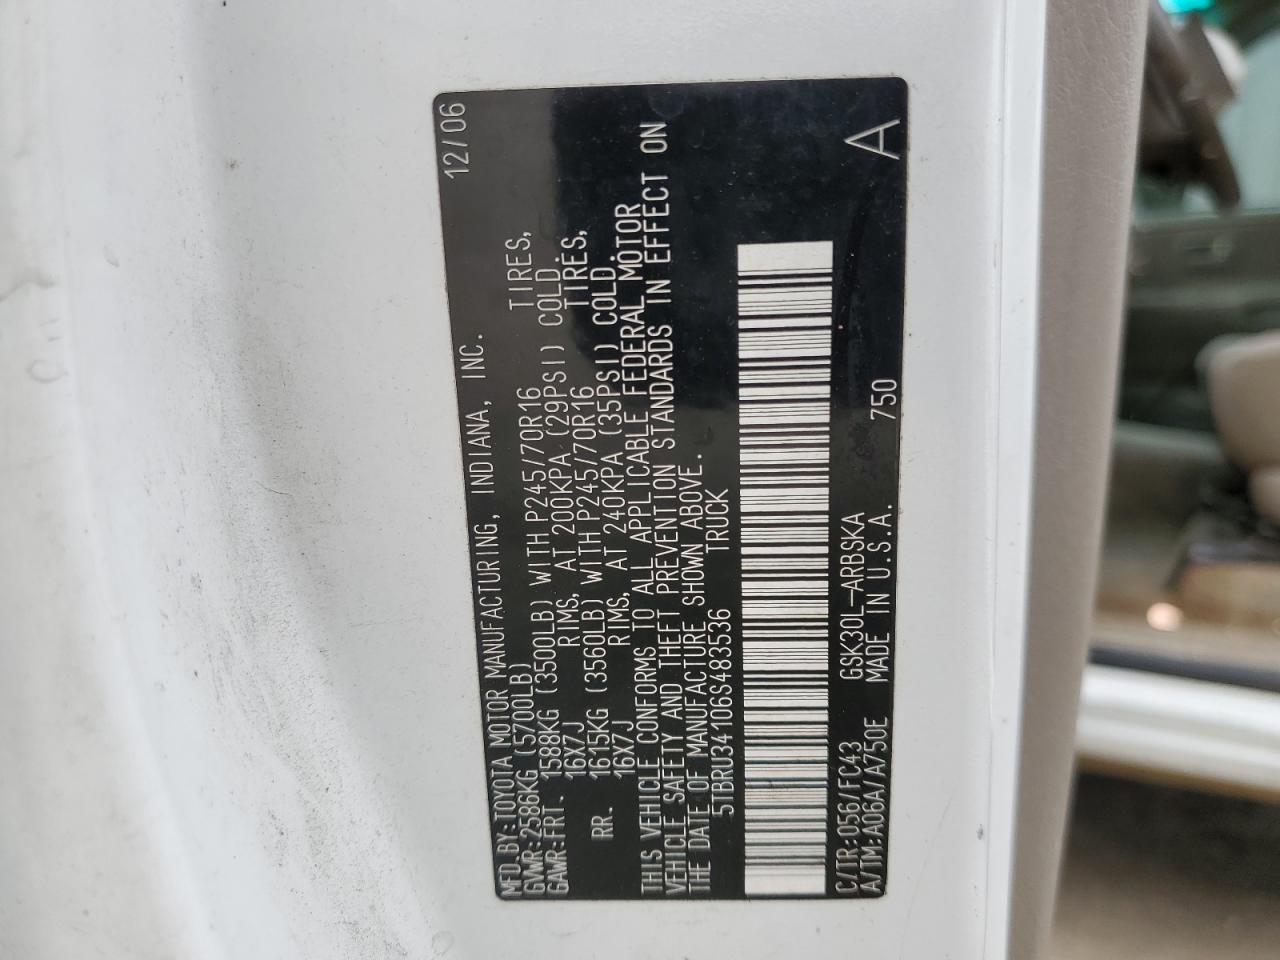 MFD.BY:TOYOTA MOTOR MANUFACTURING, INDIANA, INC. 12/06
GVWR:2586KG (5700LB)
GAWR:FRT. 1588KG (3500LB) WITH P245/70R16 TIRES,
16X7J RIMS, AT 200KPA (29PSI) COLD.
RR. 1615KG (3560LB) WITH P245/70R16 TIRES,
16X7J RIMS, AT 240KPA (35PSI) COLD.
THIS VEHICLE CONFORMS TO ALL APPLICABLE FEDERAL MOTOR
VEHICLE SAFETY AND THEFT PREVENTION STANDARDS IN EFFECT ON
THE DATE OF MANUFACTURE SHOWN ABOVE.
5TBRU34106S483536 TRUCK
C/TR:056/FC43 GSK30L-ARBSKA A
A/TM:A06A/A750E MADE IN U.S.A. 750